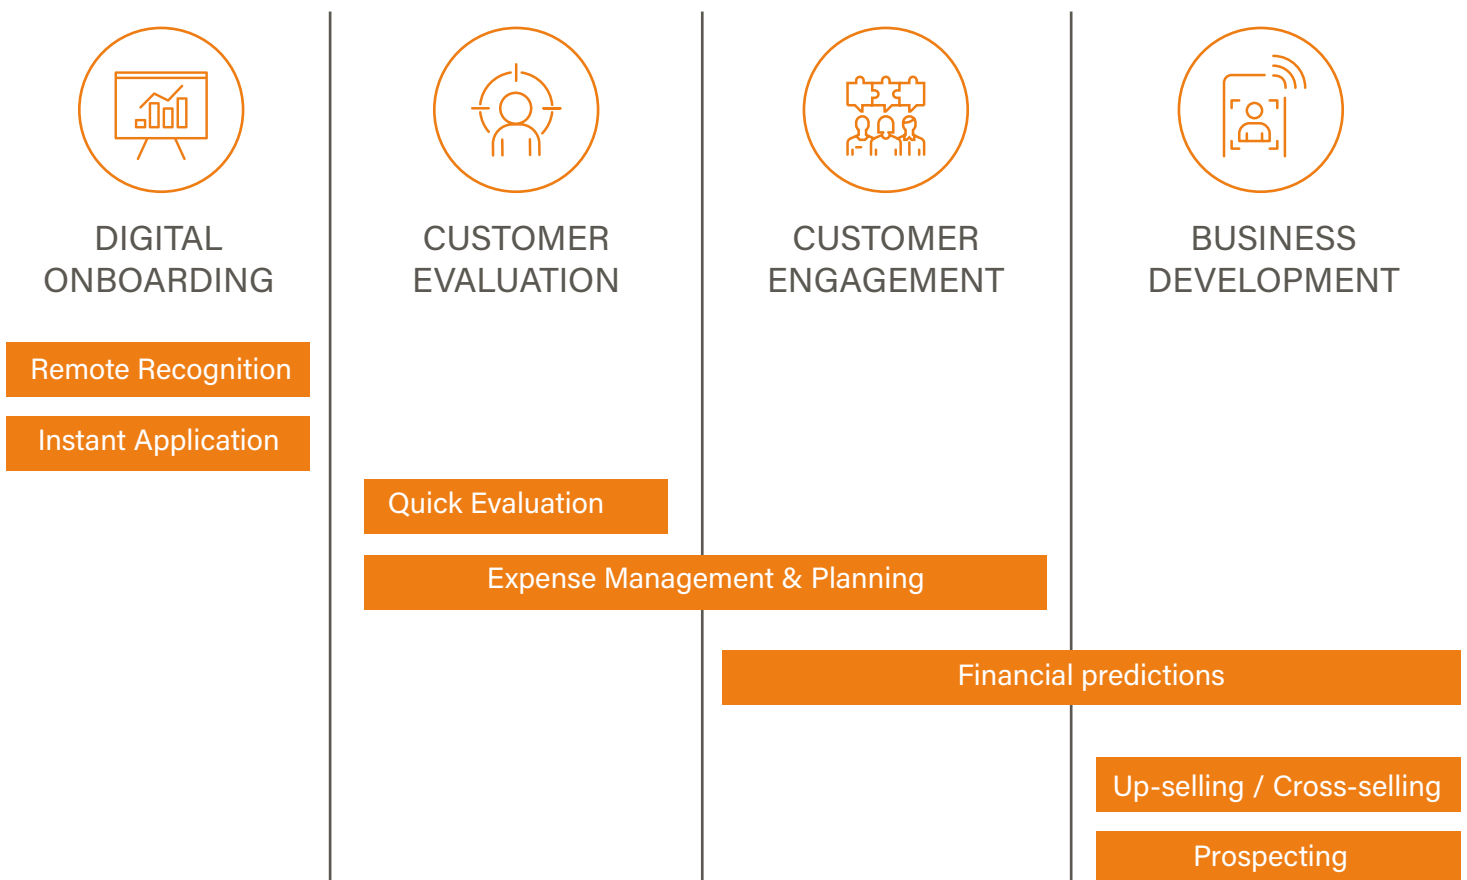 DIGITAL
ONBOARDING
CUSTOMER
EVALUATION
CUSTOMER
ENGAGEMENT
BUSINESS
DEVELOPMENT
Remote Recognition
Instant Application
Quick Evaluation
Expense Management & Planning
Financial predictions
Up-selling / Cross-selling
Prospecting